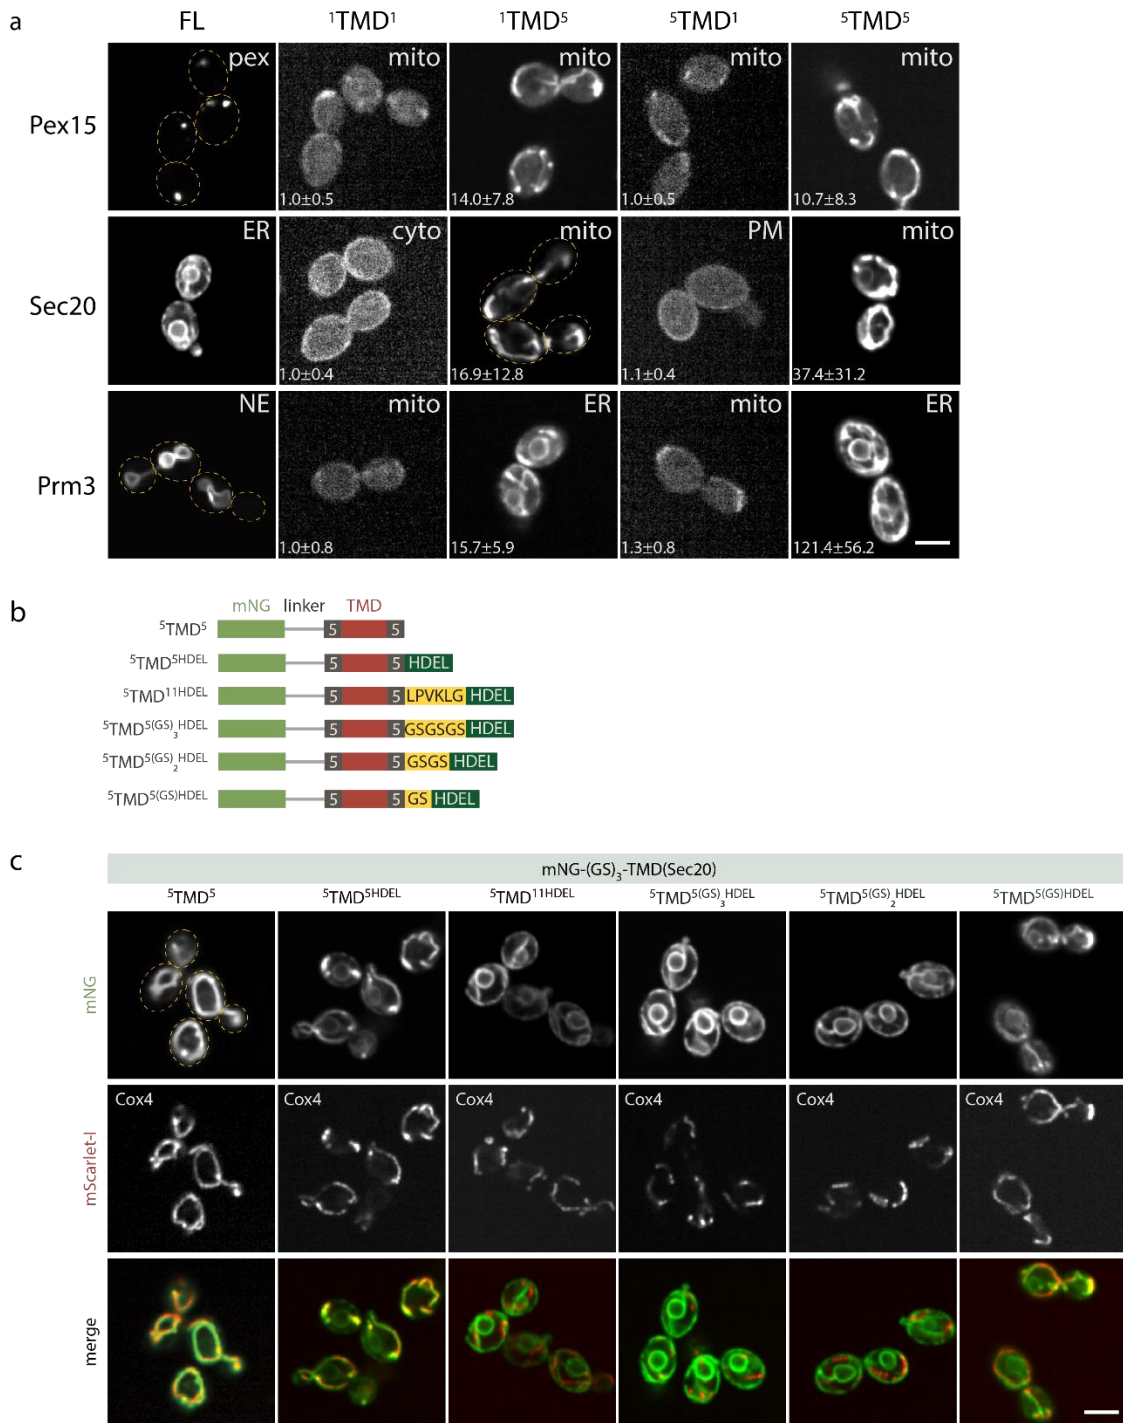 a
FL ¹TMD¹ ¹TMD⁵ ⁵TMD¹ ⁵TMD⁵
Pex15 pex mito mito mito mito
1.0±0.5 14.0±7.8 1.0±0.5 10.7±8.3
Sec20 ER cyto mito PM mito
1.0±0.4 16.9±12.8 1.1±0.4 37.4±31.2
Prm3 NE mito ER mito ER
1.0±0.8 15.7±5.9 1.3±0.8 121.4±56.2
b
mNG linker TMD
⁵TMD⁵ 5 5
⁵TMD⁵ᴴᴰᴱᴸ 5 5 HDEL
⁵TMD¹¹ᴴᴰᴱᴸ 5 5 LPVKLG HDEL
⁵TMD⁵⁽ᴳˢ⁾₃ᴴᴰᴱᴸ 5 5 GSGSGS HDEL
⁵TMD⁵⁽ᴳˢ⁾₂ᴴᴰᴱᴸ 5 5 GSGS HDEL
⁵TMD⁵⁽ᴳˢ⁾ᴴᴰᴱᴸ 5 5 GS HDEL
c
mNG-(GS)₃-TMD(Sec20)
⁵TMD⁵ ⁵TMD⁵ᴴᴰᴱᴸ ⁵TMD¹¹ᴴᴰᴱᴸ ⁵TMD⁵⁽ᴳˢ⁾₃ᴴᴰᴱᴸ ⁵TMD⁵⁽ᴳˢ⁾₂ᴴᴰᴱᴸ ⁵TMD⁵⁽ᴳˢ⁾ᴴᴰᴱᴸ
mNG
mScarlet-I
Cox4 Cox4 Cox4 Cox4 Cox4 Cox4
merge